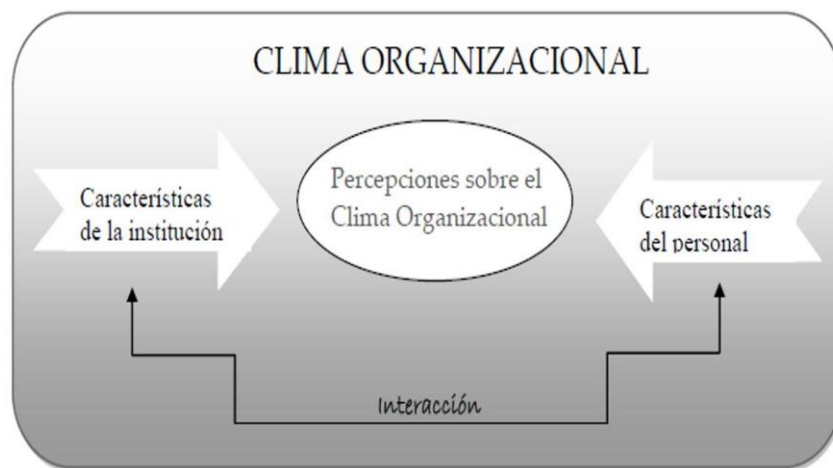 CLIMA ORGANIZACIONAL
Percepciones sobre el
Clima Organizacional
Características
de la institución
Características
del personal
Interacción